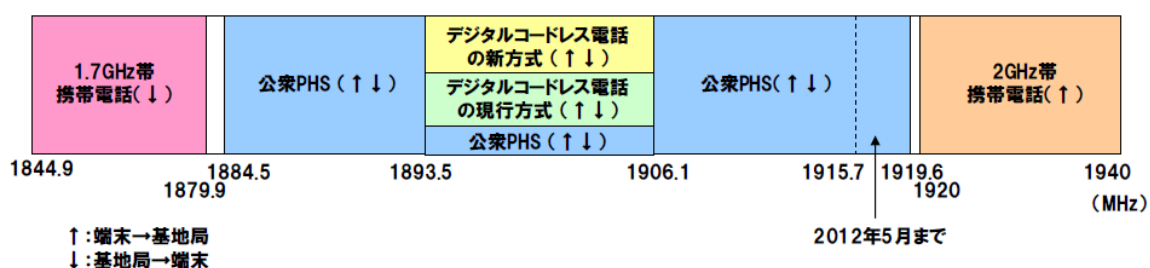 1.7GHz帯
携帯電話(↓)
公衆PHS(↑↓)
デジタルコードレス電話
の新方式(↑↓)
デジタルコードレス電話
の現行方式(↑↓)
公衆PHS(↑↓)
公衆PHS(↑↓)
2GHz帯
携帯電話(↑)
1844.9
1879.9
1884.5
1893.5
1906.1
1915.7
1919.6
1920
1940
(MHz)
2012年5月まで
↑:端末→基地局
↓:基地局→端末